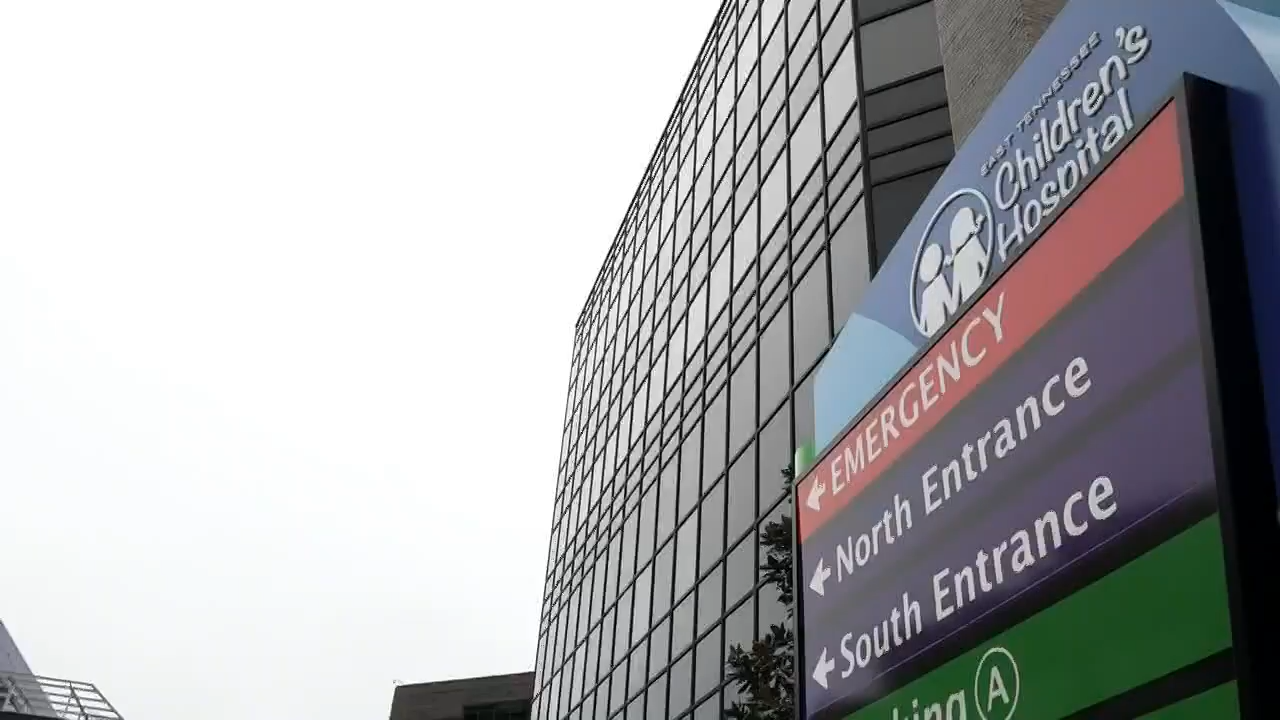 EAST TENNESSEE
Children's
Hospital
EMERGENCY
North Entrance
South Entrance
A